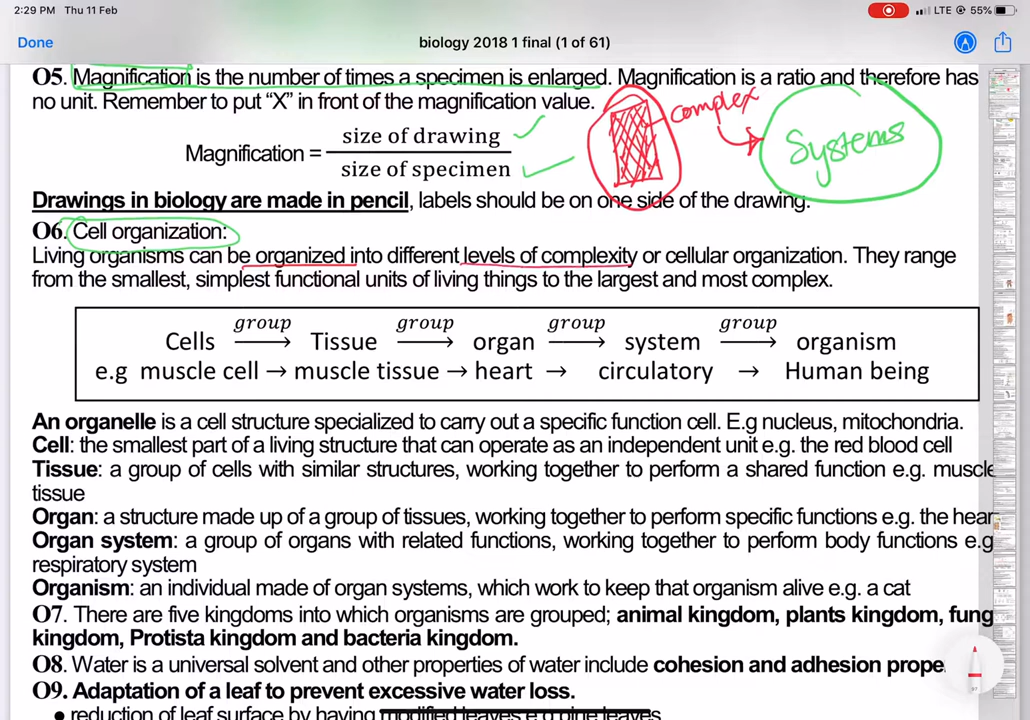 2:29 PM Thu 11 Feb
LTE 55%
Done
biology 2018 1 final (1 of 61)
O5. Magnification is the number of times a specimen is enlarged. Magnification is a ratio and therefore has
no unit. Remember to put “X” in front of the magnification value.
complex
Systems
size of drawing
Magnification =
size of specimen
Drawings in biology are made in pencil, labels should be on one side of the drawing.
O6. Cell organization:
Living organisms can be organized into different levels of complexity or cellular organization. They range
from the smallest, simplest functional units of living things to the largest and most complex.
group group group group
Cells → Tissue → organ → system → organism
e.g muscle cell → muscle tissue → heart → circulatory → Human being
An organelle is a cell structure specialized to carry out a specific function cell. E.g nucleus, mitochondria.
Cell: the smallest part of a living structure that can operate as an independent unit e.g. the red blood cell
Tissue: a group of cells with similar structures, working together to perform a shared function e.g. muscle
tissue
Organ: a structure made up of a group of tissues, working together to perform specific functions e.g. the hear
Organ system: a group of organs with related functions, working together to perform body functions e.g
respiratory system
Organism: an individual made of organ systems, which work to keep that organism alive e.g. a cat
O7. There are five kingdoms into which organisms are grouped; animal kingdom, plants kingdom, fung
kingdom, Protista kingdom and bacteria kingdom.
O8. Water is a universal solvent and other properties of water include cohesion and adhesion prope
O9. Adaptation of a leaf to prevent excessive water loss.
• reduction of leaf surface by having modified leaves e.g pine leaves